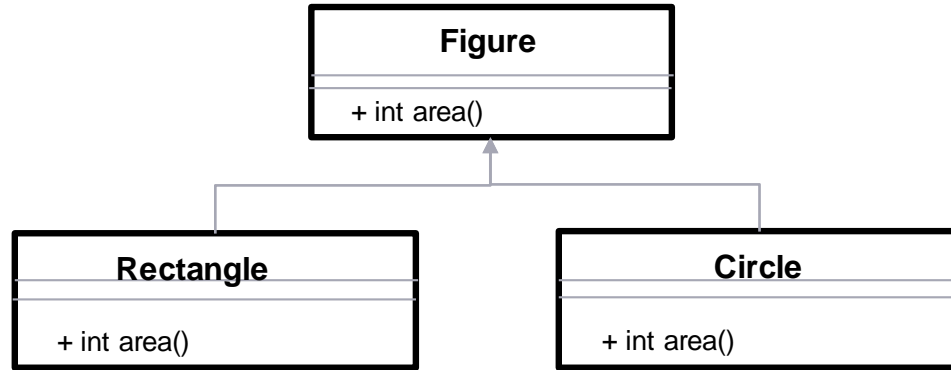 Figure
+ int area()
Rectangle
+ int area()
Circle
+ int area()